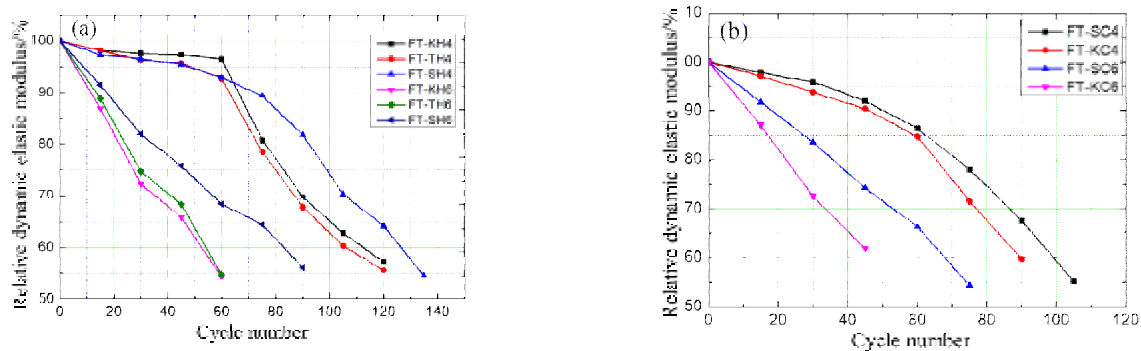 (a)
Relative dynamic elastic modulus/%
100
90
80
70
60
50
0 20 40 60 80 100 120 140
Cycle number
FT-KH4
FT-TH4
FT-SH4
FT-KH6
FT-TH6
FT-SH6
(b)
Relative dynamic elastic modulus/%
10
00
90
80
70
60
50
0 20 40 60 80 100 120
Cycle number
FT-SC4
FT-KC4
FT-SC6
FT-KC6